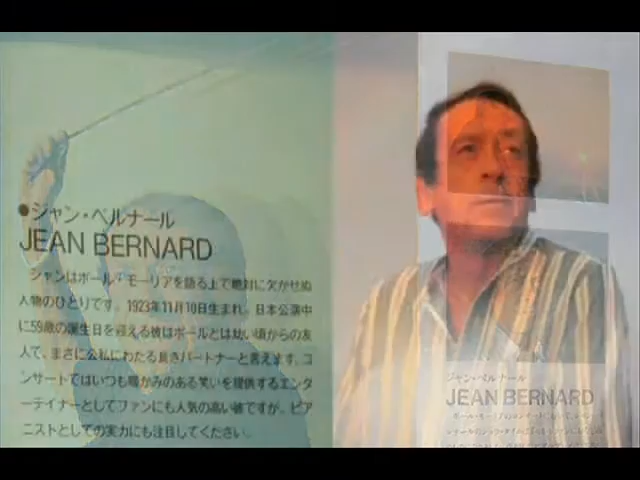 ●ジャン・ベルナール
JEAN BERNARD
ジャンはポール・モーリアを語る上で絶対に欠かせぬ
人物のひとりです。1923年11月10日生まれ。日本公演中
に59歳の誕生日を迎える彼はポールとは幼い頃からの友
人で、まさに公私にわたる良きパートナーと言えます。コ
ンサートではいつも暖かみのある笑いを提供するエンタ
ーテイナーとしてファンにも人気の高い彼ですが、ピア
ニストとしての実力にも注目してください。
ジャン・ベルナール
JEAN BERNARD